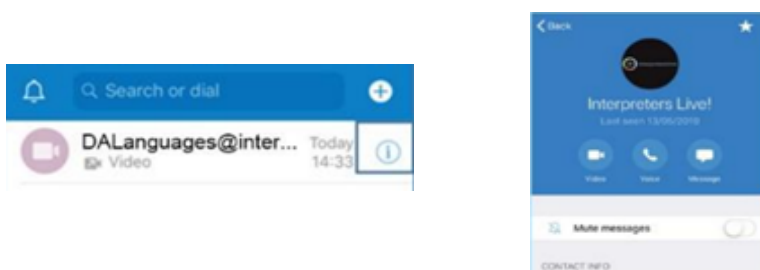 Search or dial
DALanguages@inter... Today
Video 14:33
Back
Interpreters Live!
Last seen 13/05/2019
Video Voice Message
Mute messages
CONTACT INFO